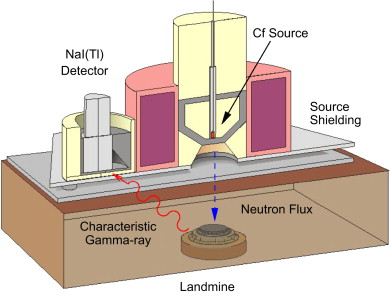 Cf Source
NaI(Tl)
Detector
Source
Shielding
Characteristic
Gamma-ray
Neutron Flux
Landmine